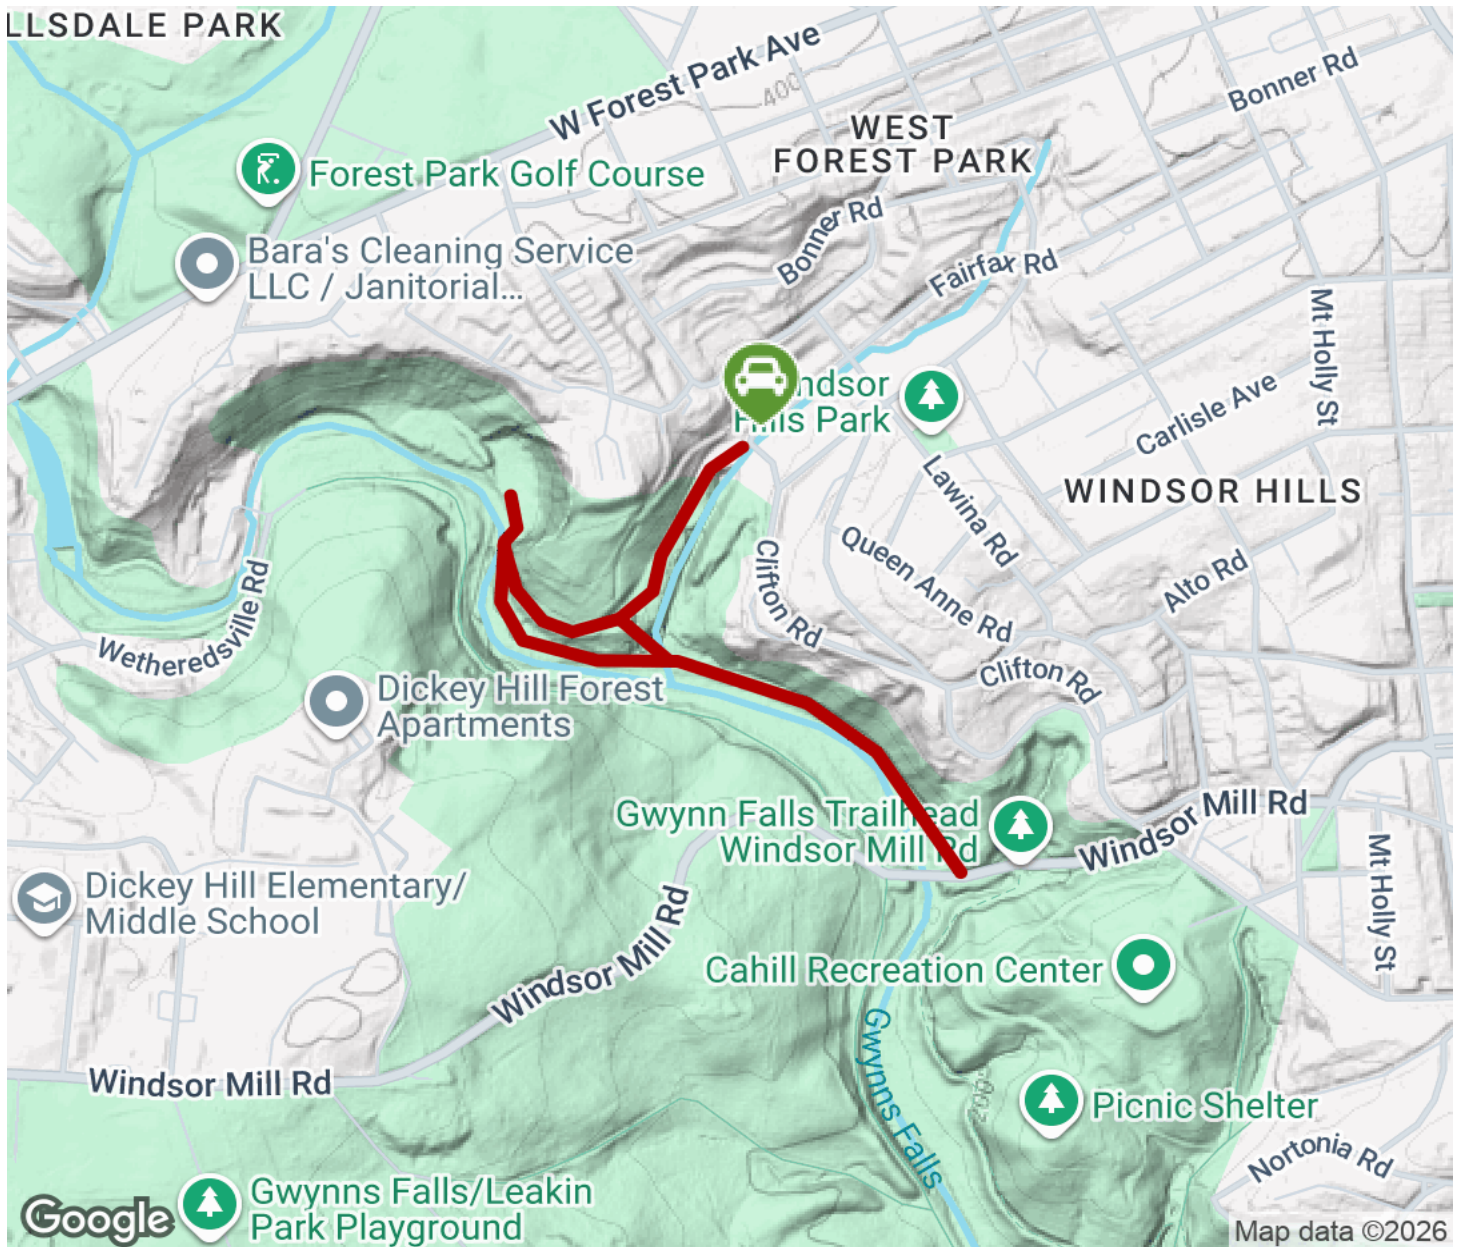 LLSDALE PARK
W Forest Park Ave
400
Bonner Rd
WEST
FOREST PARK
Forest Park Golf Course
Bonner Rd
Bara's Cleaning Service
LLC / Janitorial...
Fairfax Rd
Mt Holly St
ndsor
Hills Park
Carlisle Ave
Lawina Rd
WINDSOR HILLS
Queen Anne Rd
Clifton Rd
Alto Rd
Wetheredsville Rd
Clifton Rd
Dickey Hill Forest
Apartments
Gwynn Falls Trailhead
Windsor Mill Rd
Windsor Mill Rd
Mt Holly St
Dickey Hill Elementary/
Middle School
Windsor Mill Rd
Cahill Recreation Center
Gwynns Falls
200
Windsor Mill Rd
Picnic Shelter
Nortonia Rd
Gwynns Falls/Leakin
Park Playground
Google
Map data ©2026